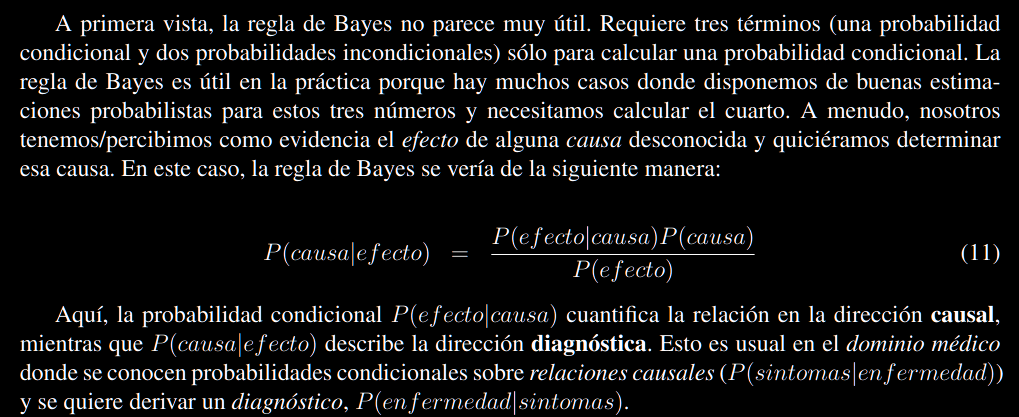 A primera vista, la regla de Bayes no parece muy útil. Requiere tres términos (una probabilidad
condicional y dos probabilidades incondicionales) sólo para calcular una probabilidad condicional. La
regla de Bayes es útil en la práctica porque hay muchos casos donde disponemos de buenas estima-
ciones probabilistas para estos tres números y necesitamos calcular el cuarto. A menudo, nosotros
tenemos/percibimos como evidencia el efecto de alguna causa desconocida y quiciéramos determinar
esa causa. En este caso, la regla de Bayes se vería de la siguiente manera:
P(causa|efecto) = P(efecto|causa)P(causa) / P(efecto) (11)
Aquí, la probabilidad condicional P(efecto|causa) cuantifica la relación en la dirección causal,
mientras que P(causa|efecto) describe la dirección diagnóstica. Esto es usual en el dominio médico
donde se conocen probabilidades condicionales sobre relaciones causales (P(sintomas|enfermedad))
y se quiere derivar un diagnóstico, P(enfermedad|sintomas).